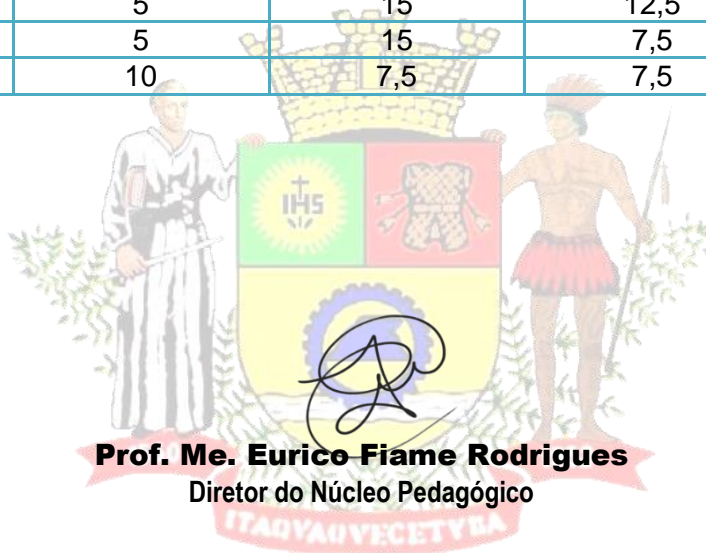 5 15 12,5
5 15 7,5
10 7,5 7,5
IHS
Prof. Me. Eurico Fiame Rodrigues
Diretor do Núcleo Pedagógico
ITAQVAQVECETVBA